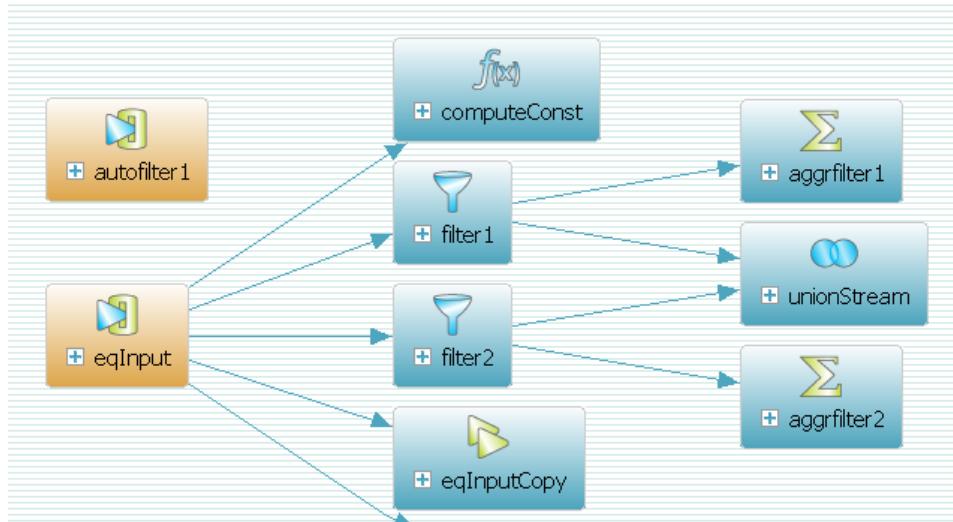 f(x)
computeConst
autofilter1
Σ
aggrfilter1
filter1
unionStream
eqInput
filter2
Σ
aggrfilter2
eqInputCopy